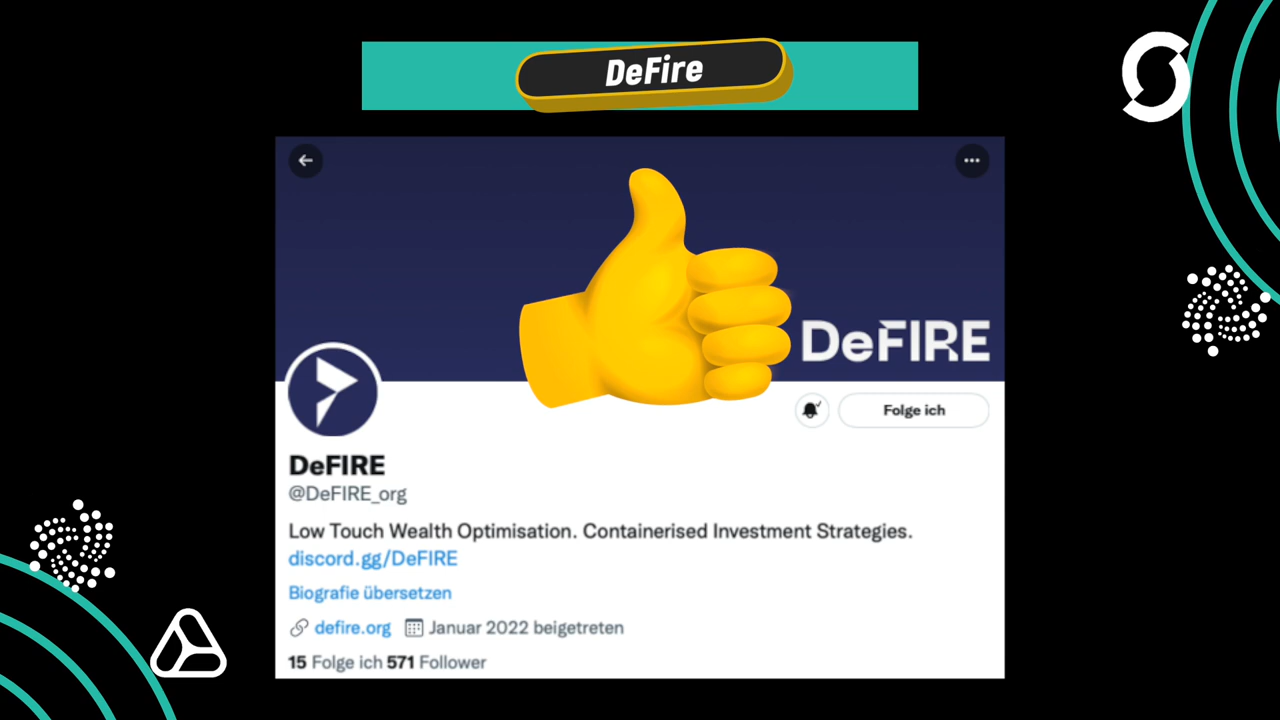 DeFire
DeFIRE
Folge ich
DeFIRE
@DeFIRE_org
Low Touch Wealth Optimisation. Containerised Investment Strategies.
discord.gg/DeFIRE
Biografie übersetzen
defire.org Januar 2022 beigetreten
15 Folge ich 571 Follower